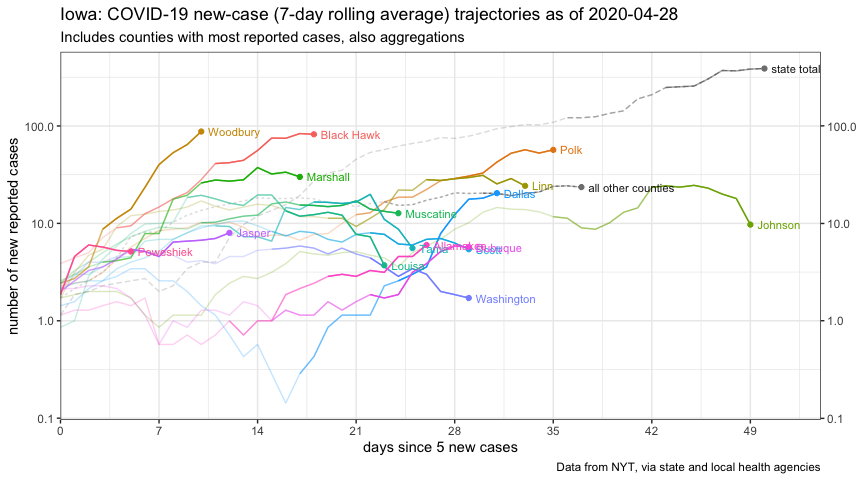 Iowa: COVID-19 new-case (7-day rolling average) trajectories as of 2020-04-28
Includes counties with most reported cases, also aggregations
number of new reported cases
100.0
10.0
1.0
0.1
100.0
10.0
1.0
0.1
state total
Woodbury
Black Hawk
Polk
Marshall
Linn
all other counties
Dallas
Muscatine
Johnson
Jasper
Poweshiek
Allamakee
Tama
Dubuque
Scott
Louisa
Washington
0
7
14
21
28
35
42
49
days since 5 new cases
Data from NYT, via state and local health agencies